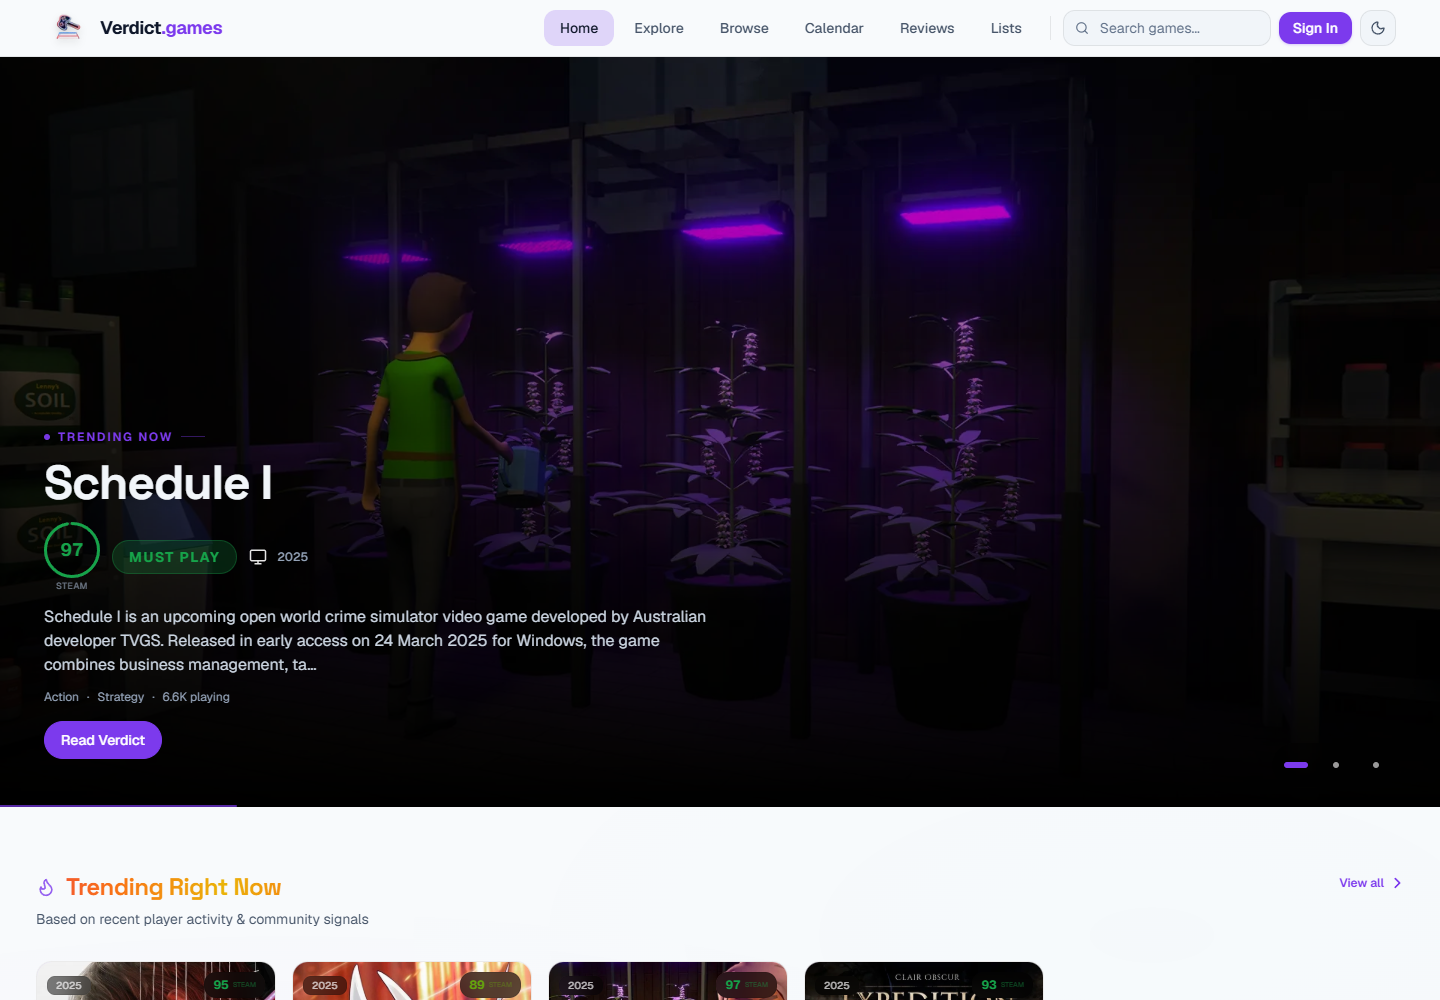 Verdict.games
Home
Explore
Browse
Calendar
Reviews
Lists
Search games...
Sign In
SOIL
TRENDING NOW
Schedule I
97
STEAM
MUST PLAY
2025
Schedule I is an upcoming open world crime simulator video game developed by Australian
developer TVGS. Released in early access on 24 March 2025 for Windows, the game
combines business management, ta...
Action · Strategy · 6.6K playing
Read Verdict
Trending Right Now
View all
Based on recent player activity & community signals
2025
95 STEAM
2025
89 STEAM
2025
97 STEAM
2025
CLAIR OBSCUR
93 STEAM